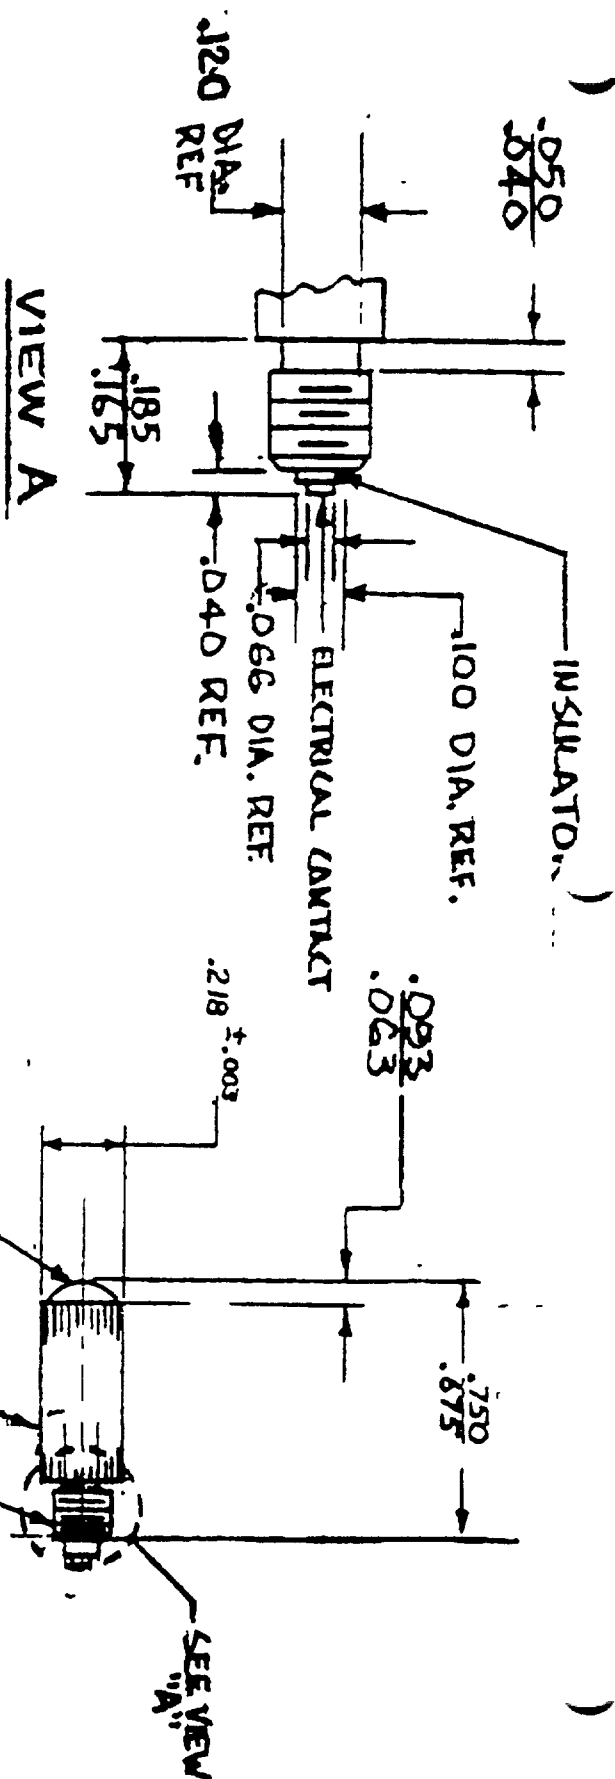 .050
.040
.120 DIA.
REF
INSULATO
.100 DIA. REF.
ELECTRICAL CONTACT
.066 DIA. REF.
.040 REF.
.185
.165
VIEW A
.093
.063
.218 ±.003
.750
.675
SEE VIEW
"A"